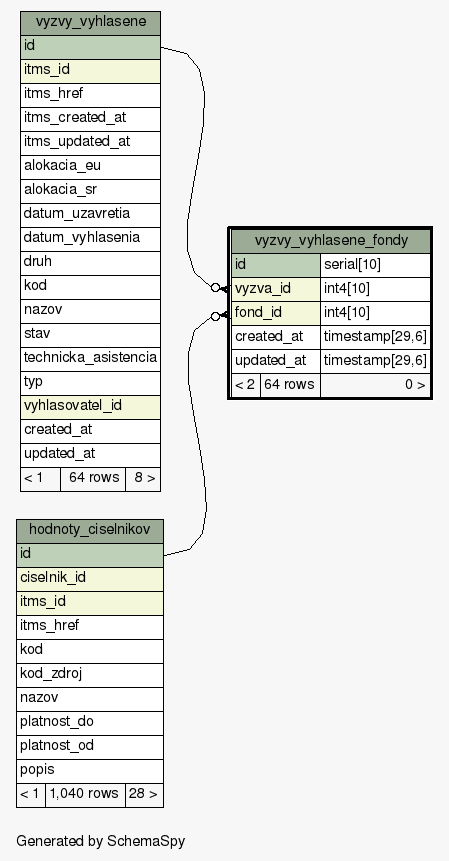 vyzvy_vyhlasene
id
itms_id
itms_href
itms_created_at
itms_updated_at
alokacia_eu
alokacia_sr
datum_uzavretia
datum_vyhlasenia
druh
kod
nazov
stav
technicka_asistencia
typ
vyhlasovatel_id
created_at
updated_at
< 1 64 rows 8 >
vyzvy_vyhlasene_fondy
id serial[10]
vyzva_id int4[10]
fond_id int4[10]
created_at timestamp[29,6]
updated_at timestamp[29,6]
< 2 64 rows 0 >
hodnoty_ciselnikov
id
ciselnik_id
itms_id
itms_href
kod
kod_zdroj
nazov
platnost_do
platnost_od
popis
< 1 1,040 rows 28 >
Generated by SchemaSpy